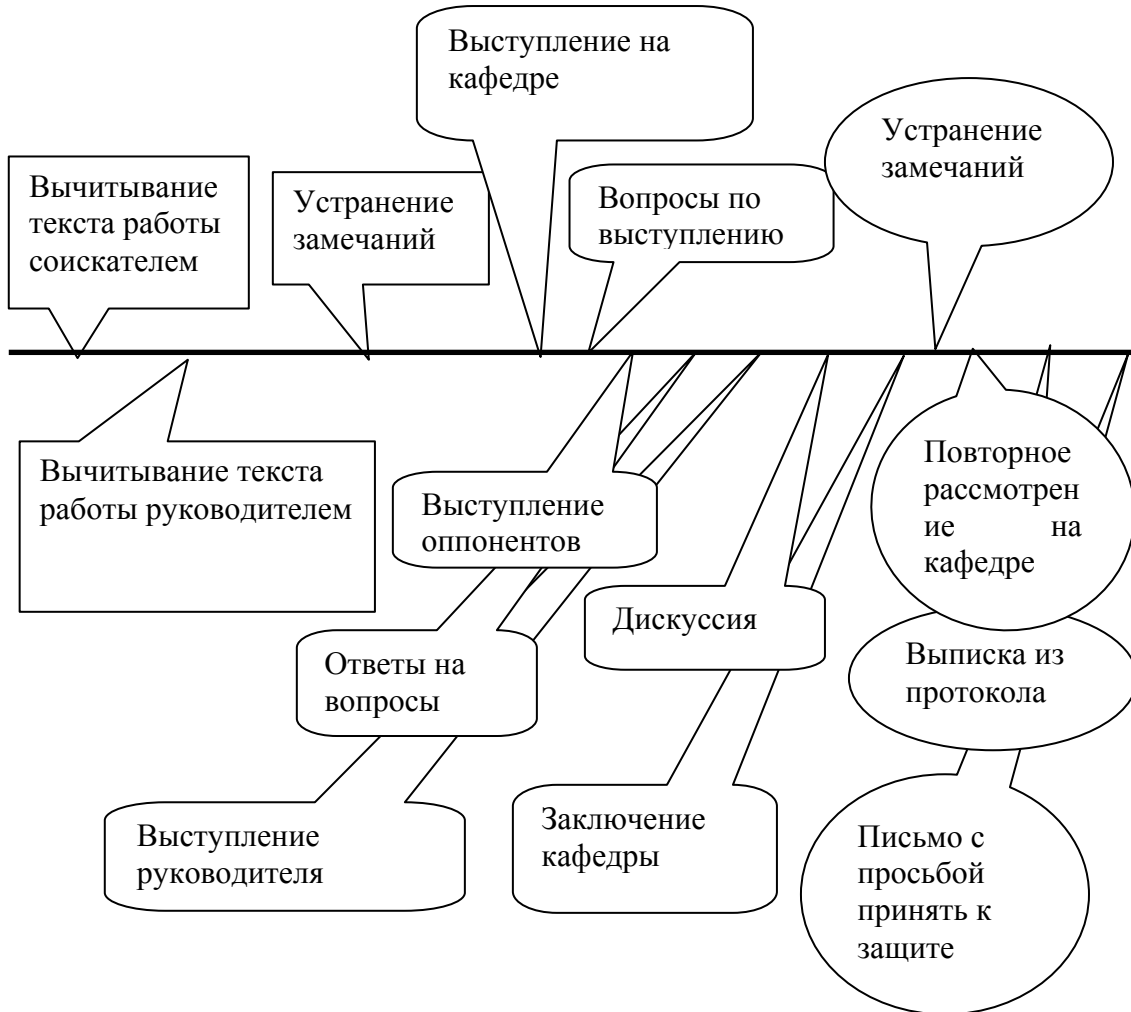 Выступление на
кафедре
Устранение
замечаний
Вычитывание
текста работы
соискателем
Устранение
замечаний
Вопросы по
выступлению
Вычитывание текста
работы руководителем
Выступление
оппонентов
Повторное
рассмотрен
ие на
кафедре
Ответы на
вопросы
Дискуссия
Выписка из
протокола
Выступление
руководителя
Заключение
кафедры
Письмо с
просьбой
принять к
защите